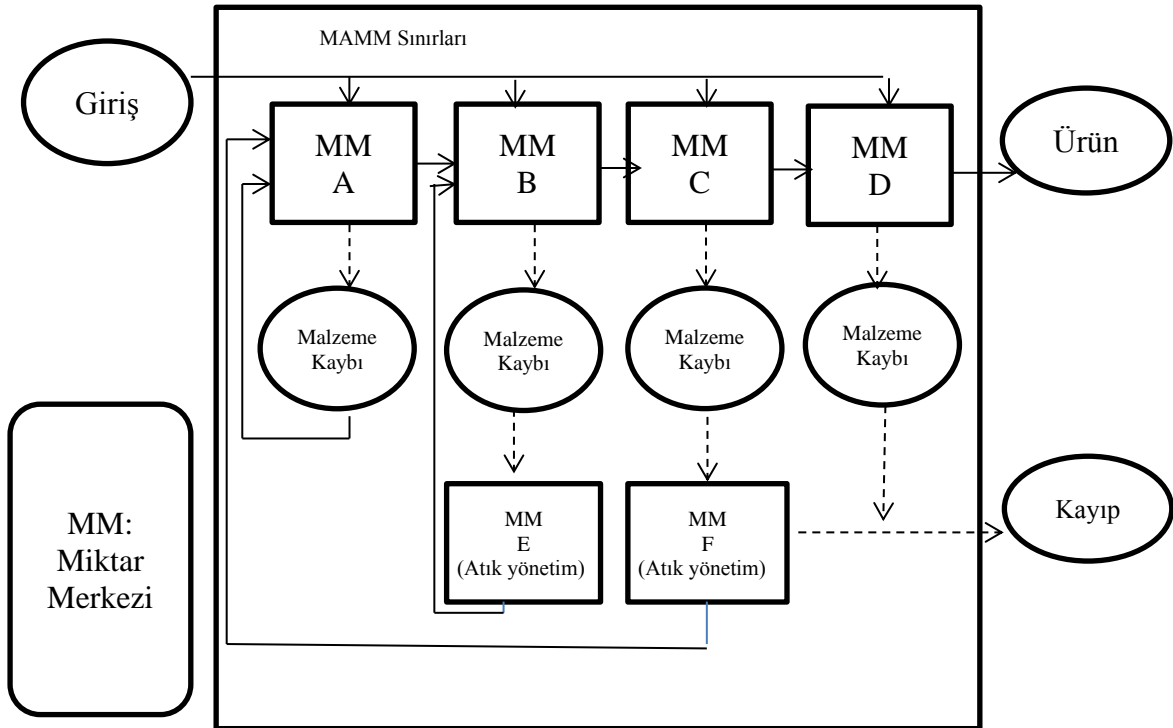 MAMM Sınırları
Giriş
MM
A
MM
B
MM
C
MM
D
Ürün
Malzeme
Kaybı
Malzeme
Kaybı
Malzeme
Kaybı
Malzeme
Kaybı
MM:
Miktar
Merkezi
MM
E
(Atık yönetim)
MM
F
(Atık yönetim)
Kayıp